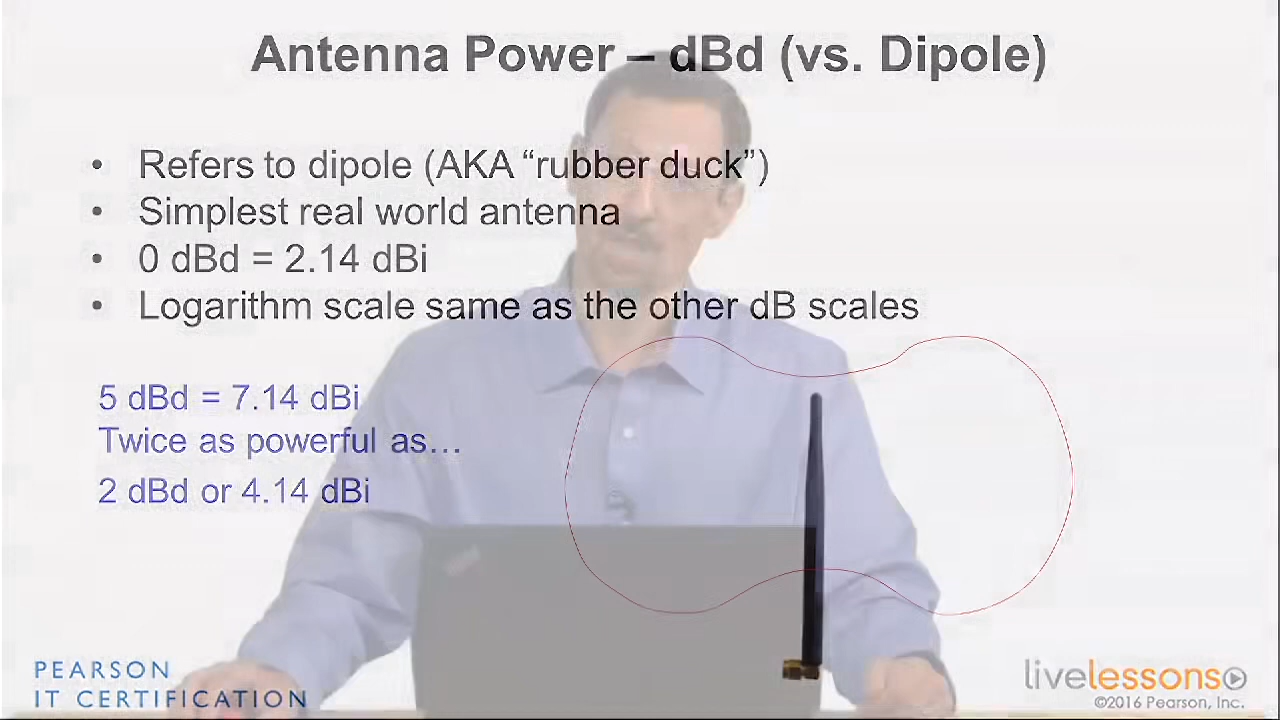 Antenna Power – dBd (vs. Dipole)
• Refers to dipole (AKA “rubber duck”)
• Simplest real world antenna
• 0 dBd = 2.14 dBi
• Logarithm scale same as the other dB scales
5 dBd = 7.14 dBi
Twice as powerful as…
2 dBd or 4.14 dBi
PEARSON
IT CERTIFICATION
livelessons
©2016 Pearson, Inc.